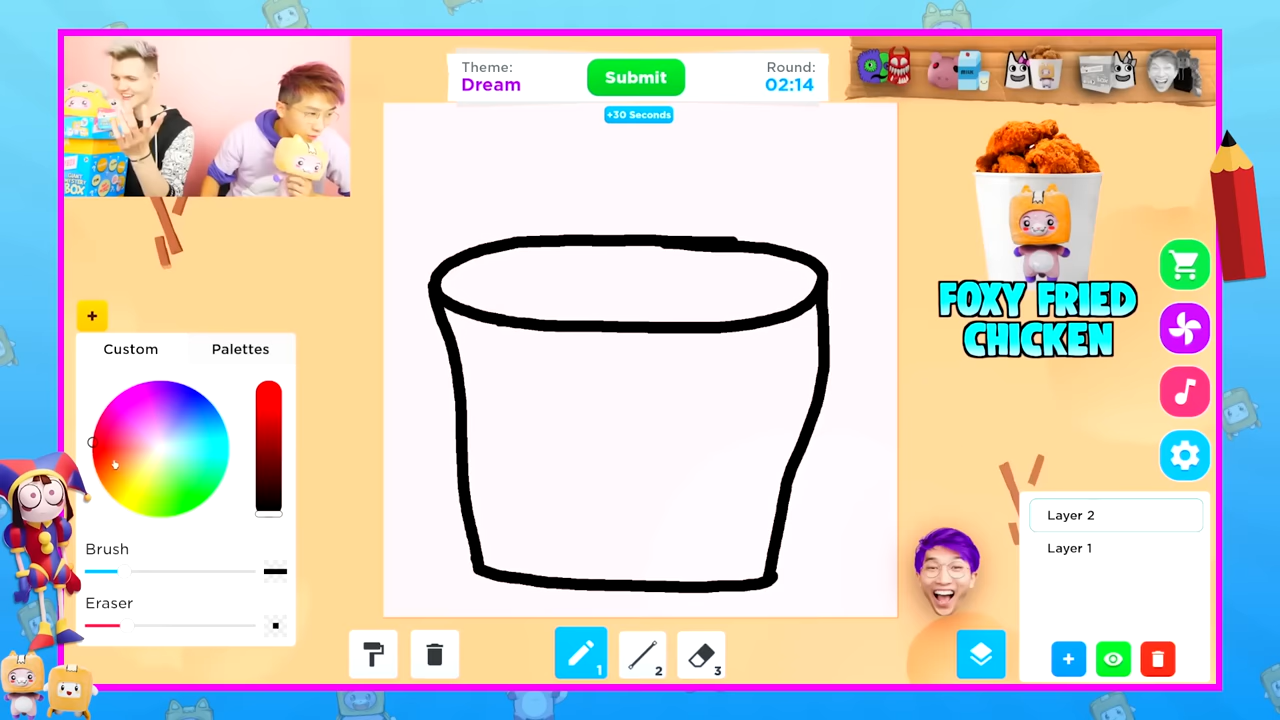 Theme:
Dream
Submit
Round:
02:14
+30 Seconds
FOXY FRIED
CHICKEN
+
Custom
Palettes
Brush
Eraser
1
2
3
Layer 2
Layer 1
+
BOX